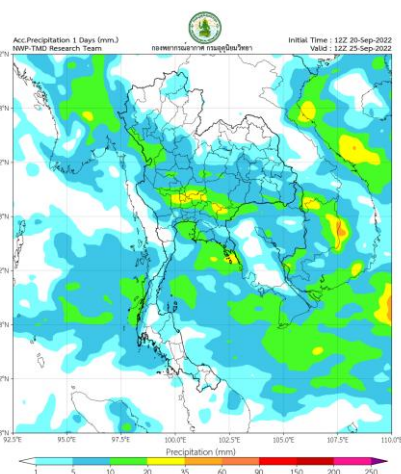 Acc.Precipitation 1 Days (mm.)
NWP-TMD Research Team
กองพยากรณ์อากาศ กรมอุตุนิยมวิทยา
Initial Time : 12Z 20-Sep-2022
Valid : 12Z 25-Sep-2022
92.5°E 95.0°E 97.5°E 100.0°E 102.5°E 105.0°E 107.5°E 110.0°E
Precipitation (mm)
1 5 10 20 35 60 90 150 200 250